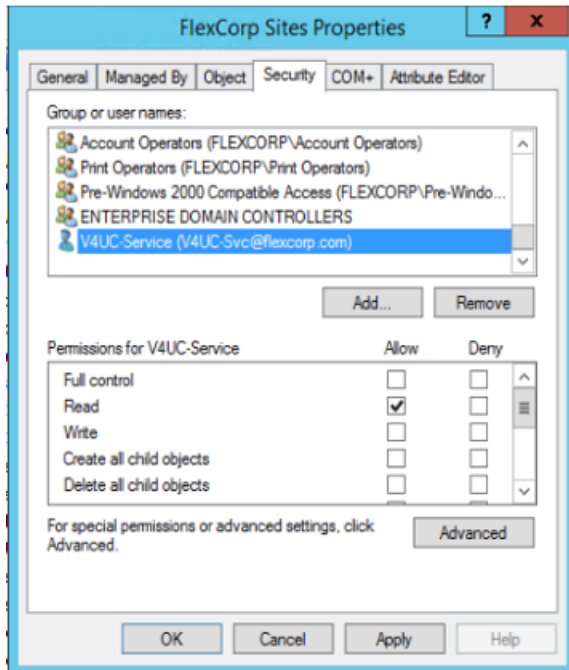 FlexCorp Sites Properties
? x
General Managed By Object Security COM+ Attribute Editor
Group or user names:
Account Operators (FLEXCORP\Account Operators)
Print Operators (FLEXCORP\Print Operators)
Pre-Windows 2000 Compatible Access (FLEXCORP\Pre-Windo...
ENTERPRISE DOMAIN CONTROLLERS
V4UC-Service (V4UC-Svc@flexcorp.com)
Add... Remove
Permissions for V4UC-Service Allow Deny
Full control
Read
Write
Create all child objects
Delete all child objects
For special permissions or advanced settings, click
Advanced.
Advanced
OK Cancel Apply Help